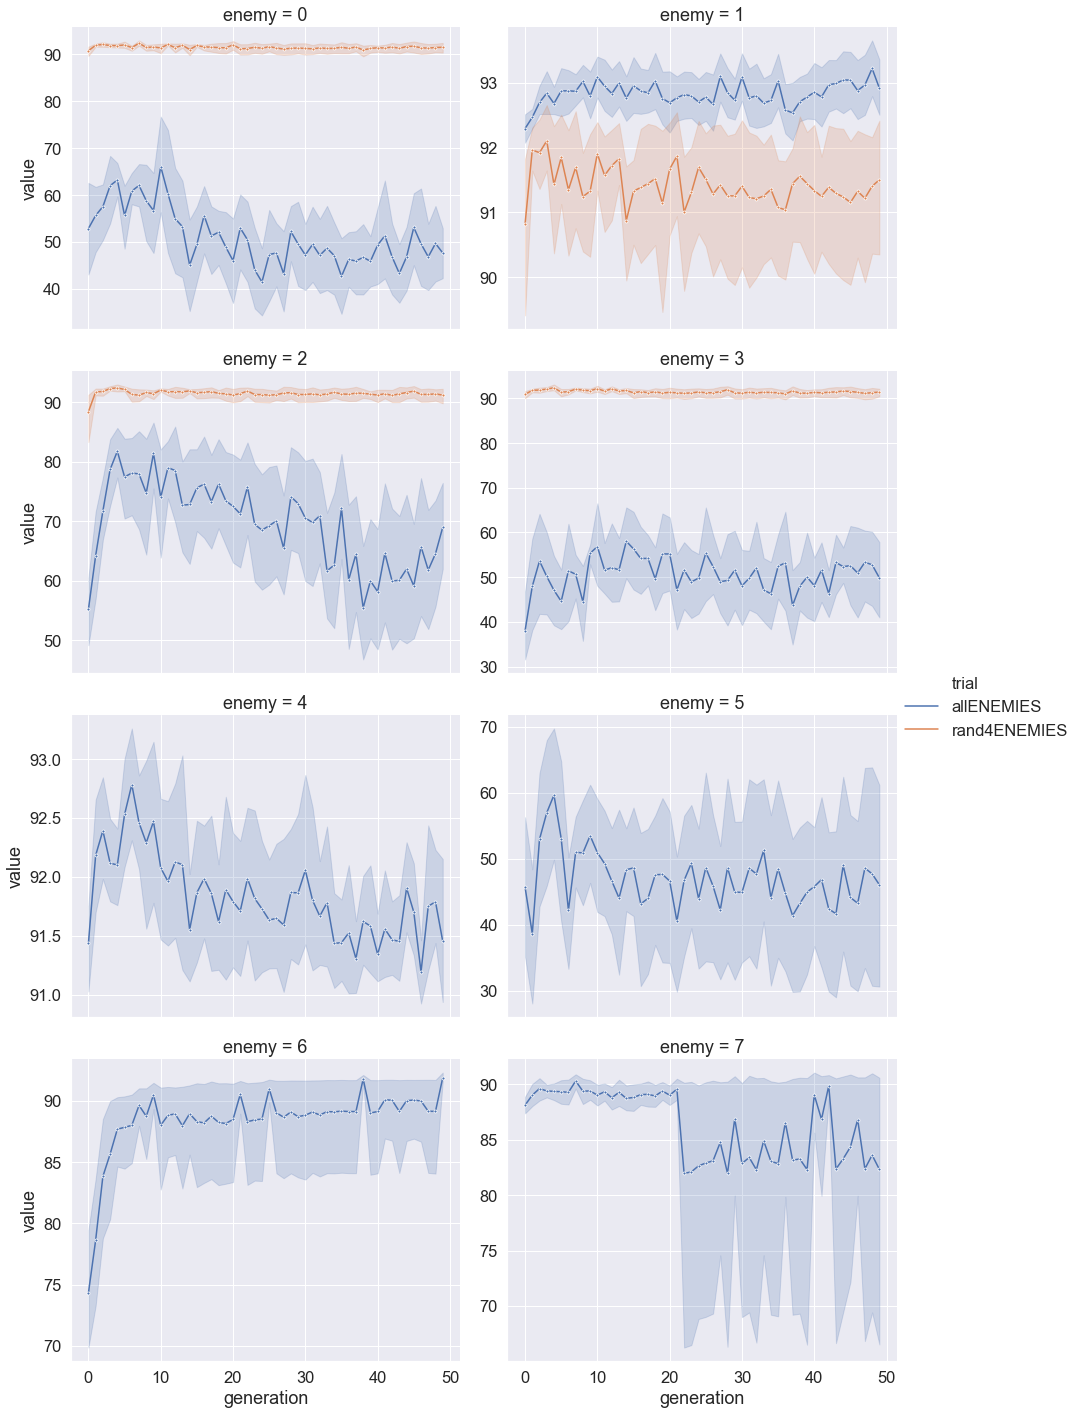 enemy = 0
enemy = 1
90
80
70
60
50
40
value
93
92
91
90
enemy = 2
enemy = 3
90
80
70
60
50
value
90
80
70
60
50
40
30
trial
allENEMIES
rand4ENEMIES
enemy = 4
enemy = 5
93.0
92.5
92.0
91.5
91.0
value
70
60
50
40
30
enemy = 6
enemy = 7
90
85
80
75
70
value
90
85
80
75
70
0 10 20 30 40 50
generation
0 10 20 30 40 50
generation